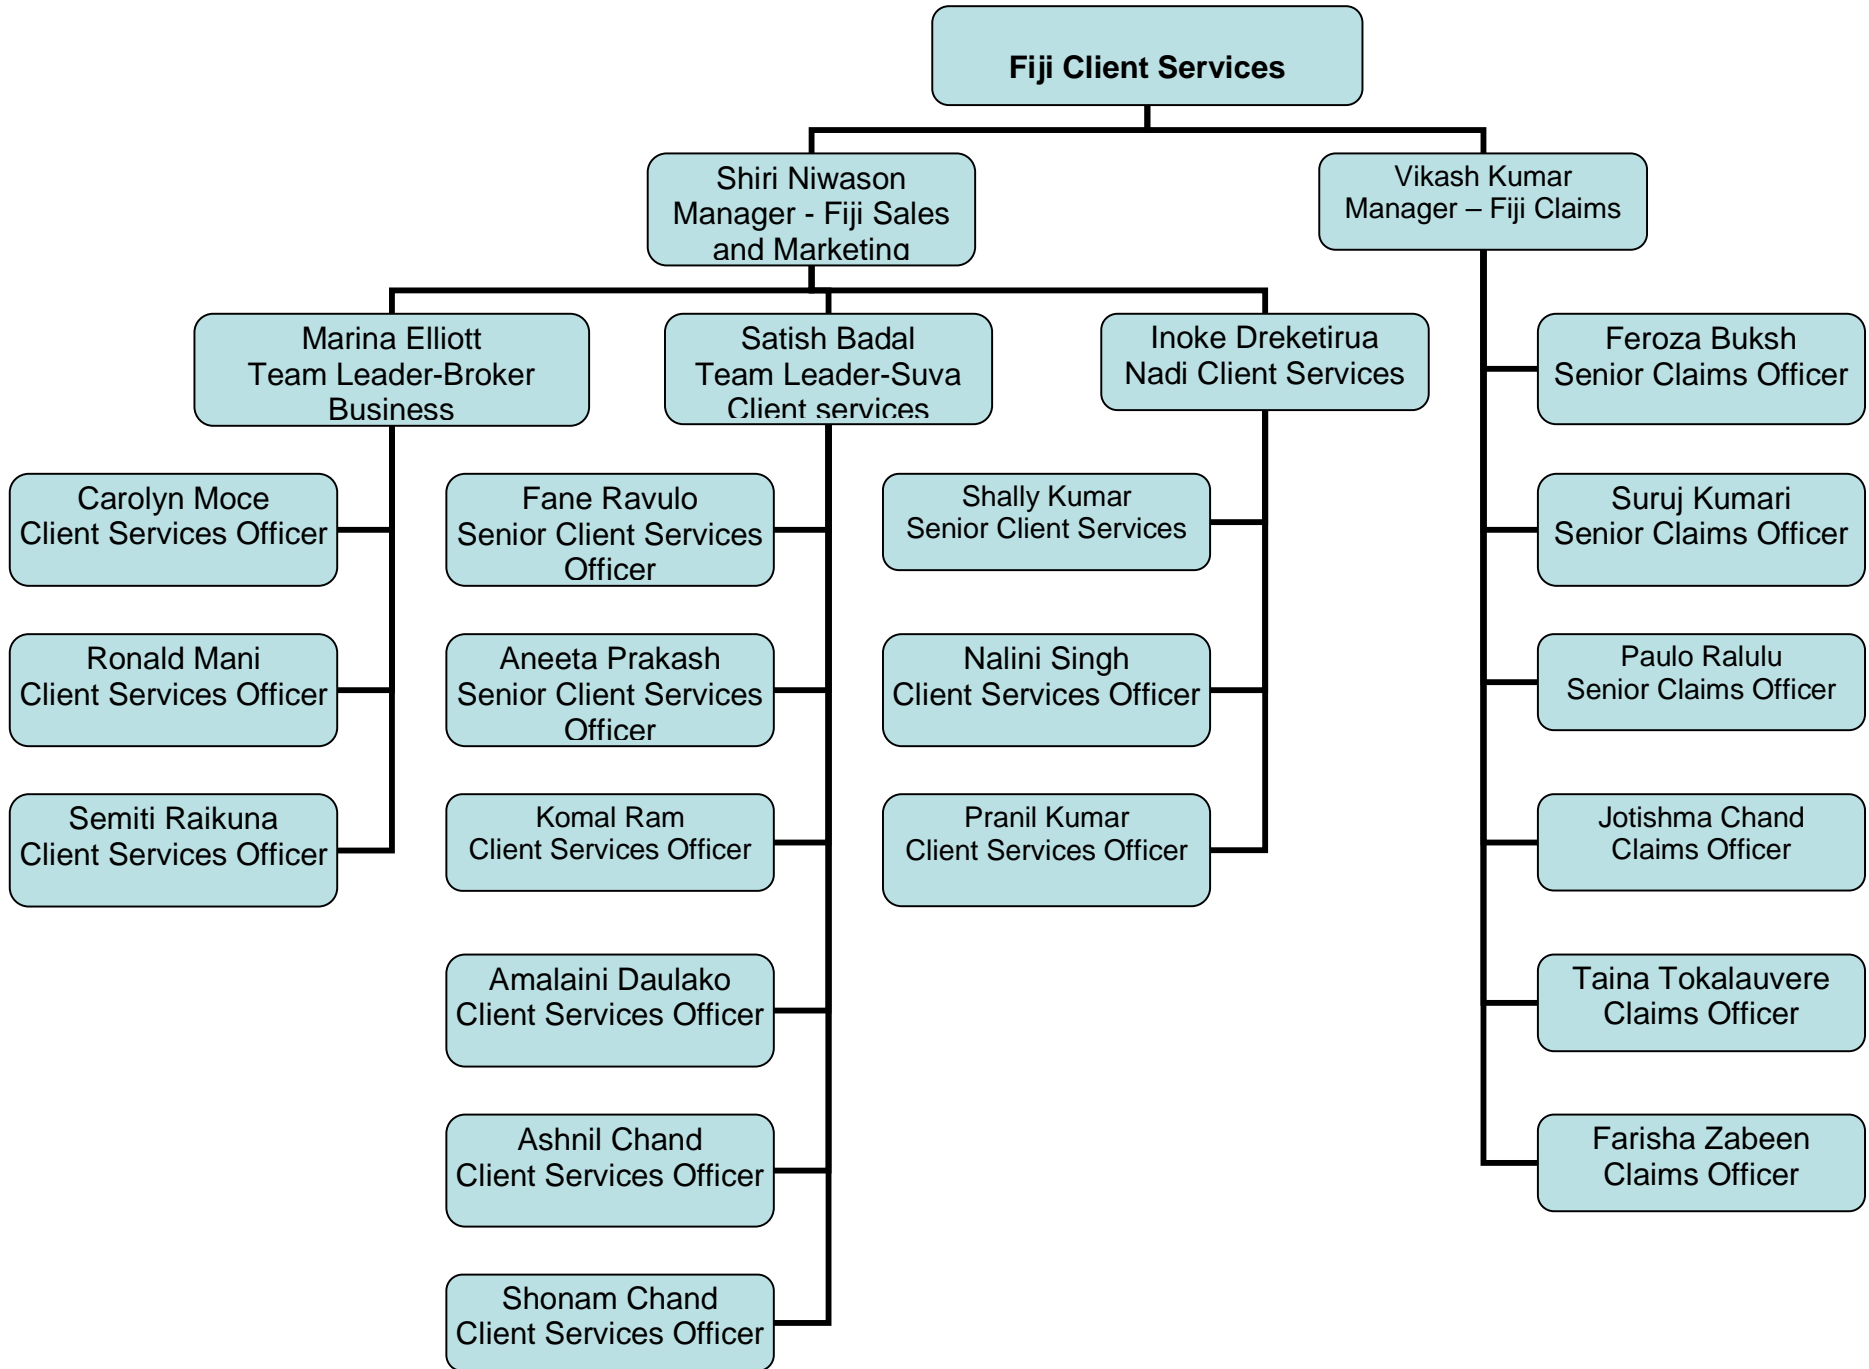 Fiji Client Services
Shiri Niwason
Manager - Fiji Sales
and Marketing
Vikash Kumar
Manager – Fiji Claims
Marina Elliott
Team Leader-Broker
Business
Satish Badal
Team Leader-Suva
Client services
Inoke Dreketirua
Nadi Client Services
Feroza Buksh
Senior Claims Officer
Carolyn Moce
Client Services Officer
Fane Ravulo
Senior Client Services
Officer
Shally Kumar
Senior Client Services
Suruj Kumari
Senior Claims Officer
Ronald Mani
Client Services Officer
Aneeta Prakash
Senior Client Services
Officer
Nalini Singh
Client Services Officer
Paulo Ralulu
Senior Claims Officer
Semiti Raikuna
Client Services Officer
Komal Ram
Client Services Officer
Pranil Kumar
Client Services Officer
Jotishma Chand
Claims Officer
Amalaini Daulako
Client Services Officer
Taina Tokalauvere
Claims Officer
Ashnil Chand
Client Services Officer
Farisha Zabeen
Claims Officer
Shonam Chand
Client Services Officer